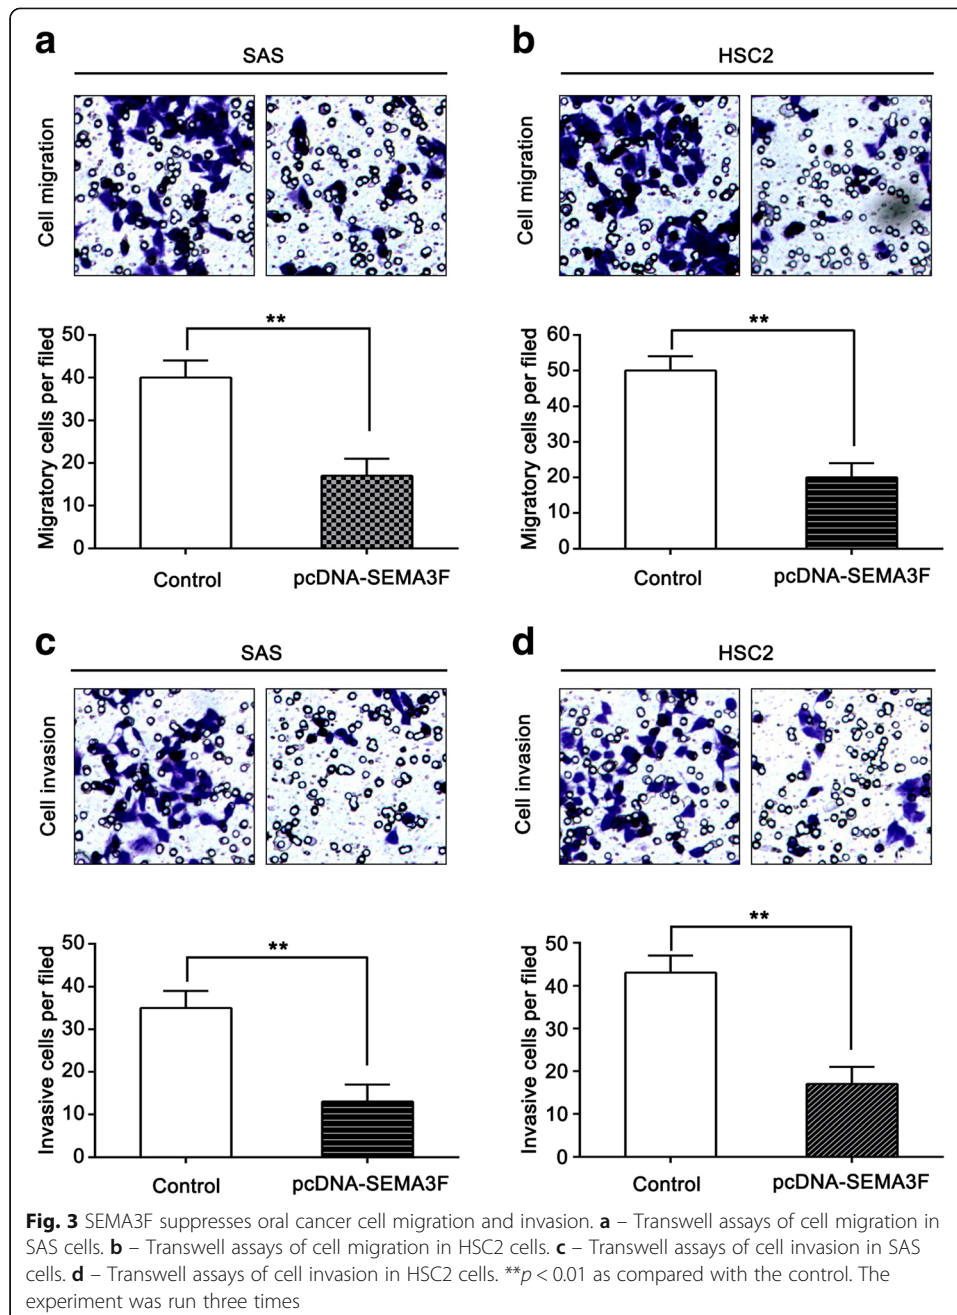 a
SAS
Cell migration
Migratory cells per filed
50
40
30
20
10
0
**
Control
pcDNA-SEMA3F
b
HSC2
Cell migration
Migratory cells per filed
60
50
40
30
20
10
0
**
Control
pcDNA-SEMA3F
c
SAS
Cell invasion
Invasive cells per filed
50
40
30
20
10
0
**
Control
pcDNA-SEMA3F
d
HSC2
Cell invasion
Invasive cells per filed
50
40
30
20
10
0
**
Control
pcDNA-SEMA3F
Fig. 3 SEMA3F suppresses oral cancer cell migration and invasion. a – Transwell assays of cell migration in
SAS cells. b – Transwell assays of cell migration in HSC2 cells. c – Transwell assays of cell invasion in SAS
cells. d – Transwell assays of cell invasion in HSC2 cells. **p < 0.01 as compared with the control. The
experiment was run three times